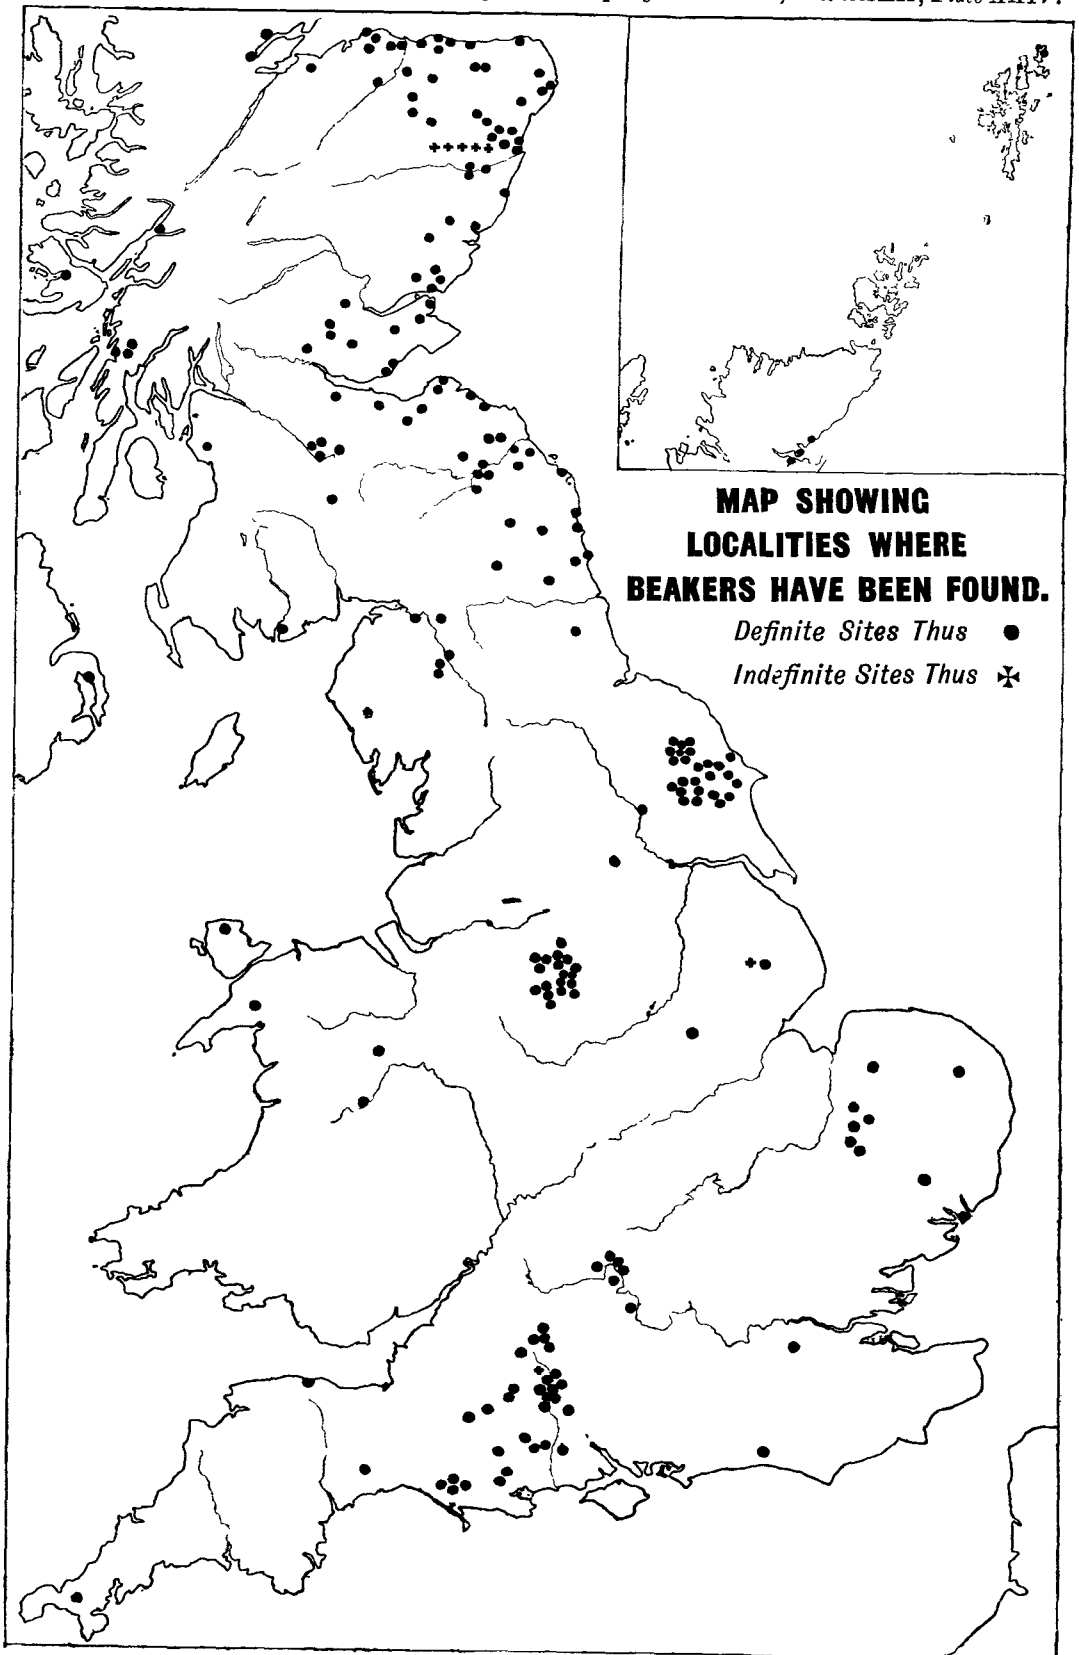 MAP SHOWING
LOCALITIES WHERE
BEAKERS HAVE BEEN FOUND.
Definite Sites Thus
Indefinite Sites Thus